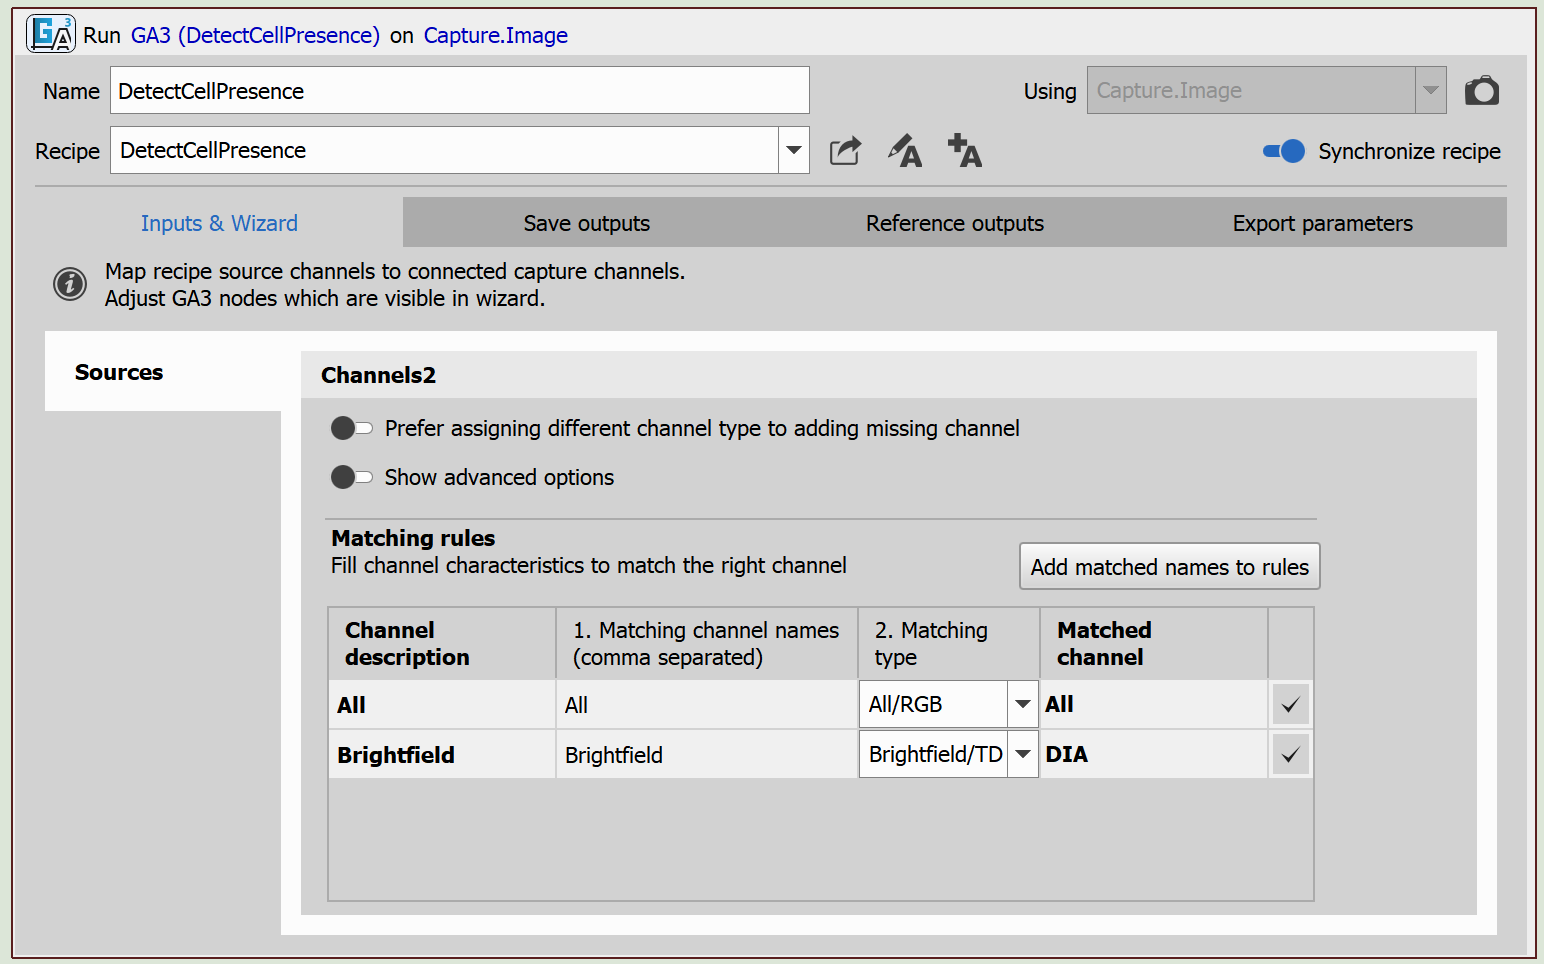 GA3 Run GA3 (DetectCellPresence) on Capture.Image
Name DetectCellPresence Using Capture.Image
Recipe DetectCellPresence A A Synchronize recipe
Inputs & Wizard Save outputs Reference outputs Export parameters
i Map recipe source channels to connected capture channels.
Adjust GA3 nodes which are visible in wizard.
Sources
Channels2
Prefer assigning different channel type to adding missing channel
Show advanced options
Matching rules
Fill channel characteristics to match the right channel
Add matched names to rules
Channel description
1. Matching channel names (comma separated)
2. Matching type
Matched channel
All All All/RGB All
Brightfield Brightfield Brightfield/TD DIA